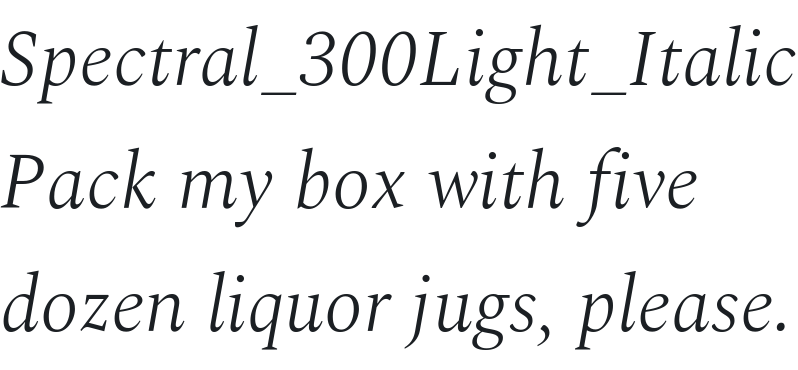 Spectral_300Light_Italic
Pack my box with five
dozen liquor jugs, please.